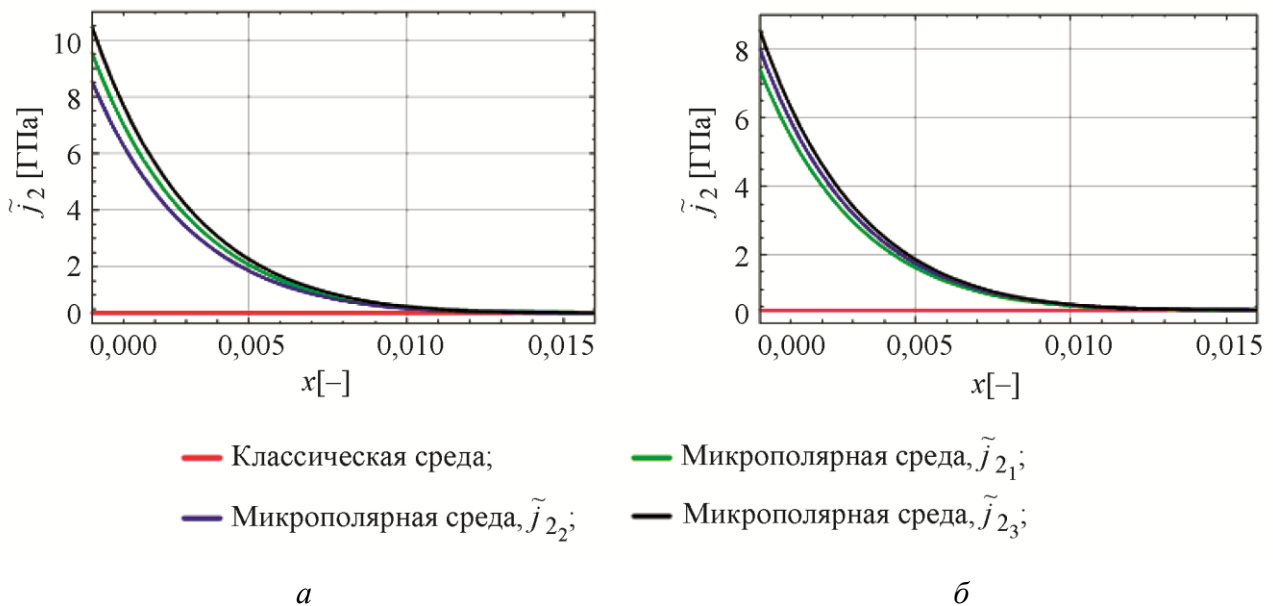 10
8
6
4
2
0
j̃ 2 [ГПа]
0,000 0,005 0,010 0,015
x[–]
8
6
4
2
0
j̃ 2 [ГПа]
0,000 0,005 0,010 0,015
x[–]
Классическая среда;
Микрополярная среда, j̃ 2₁;
Микрополярная среда, j̃ 2₂;
Микрополярная среда, j̃ 2₃;
а
б